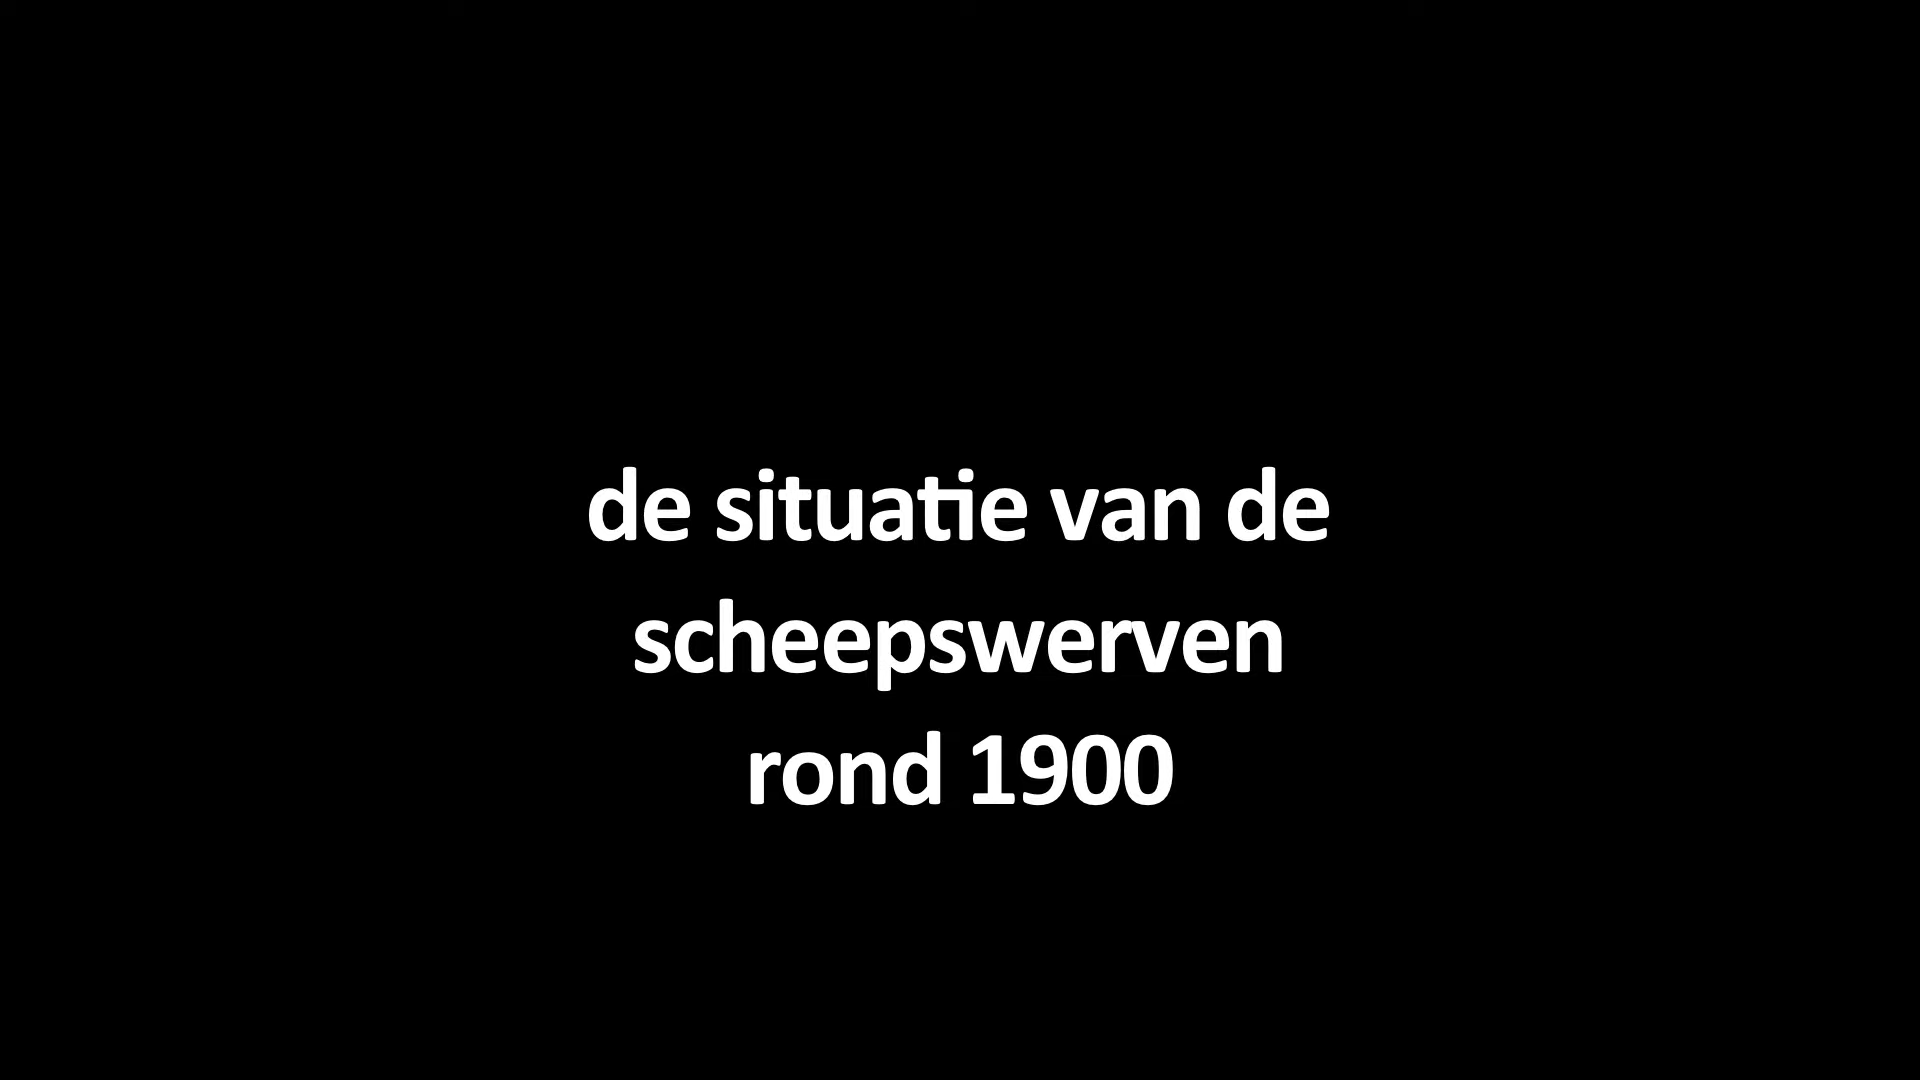 de situatie van de
scheepswerven
rond 1900